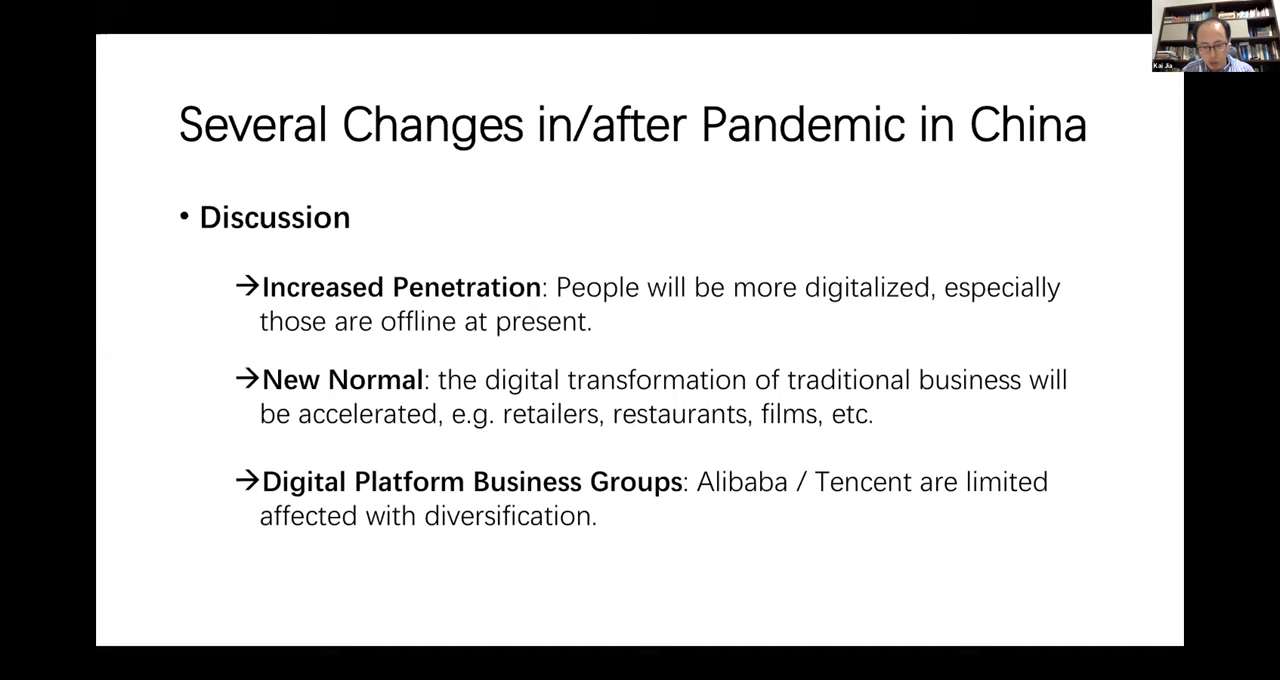 Kai Jia
Several Changes in/after Pandemic in China
• Discussion
→Increased Penetration: People will be more digitalized, especially
those are offline at present.
→New Normal: the digital transformation of traditional business will
be accelerated, e.g. retailers, restaurants, films, etc.
→Digital Platform Business Groups: Alibaba / Tencent are limited
affected with diversification.